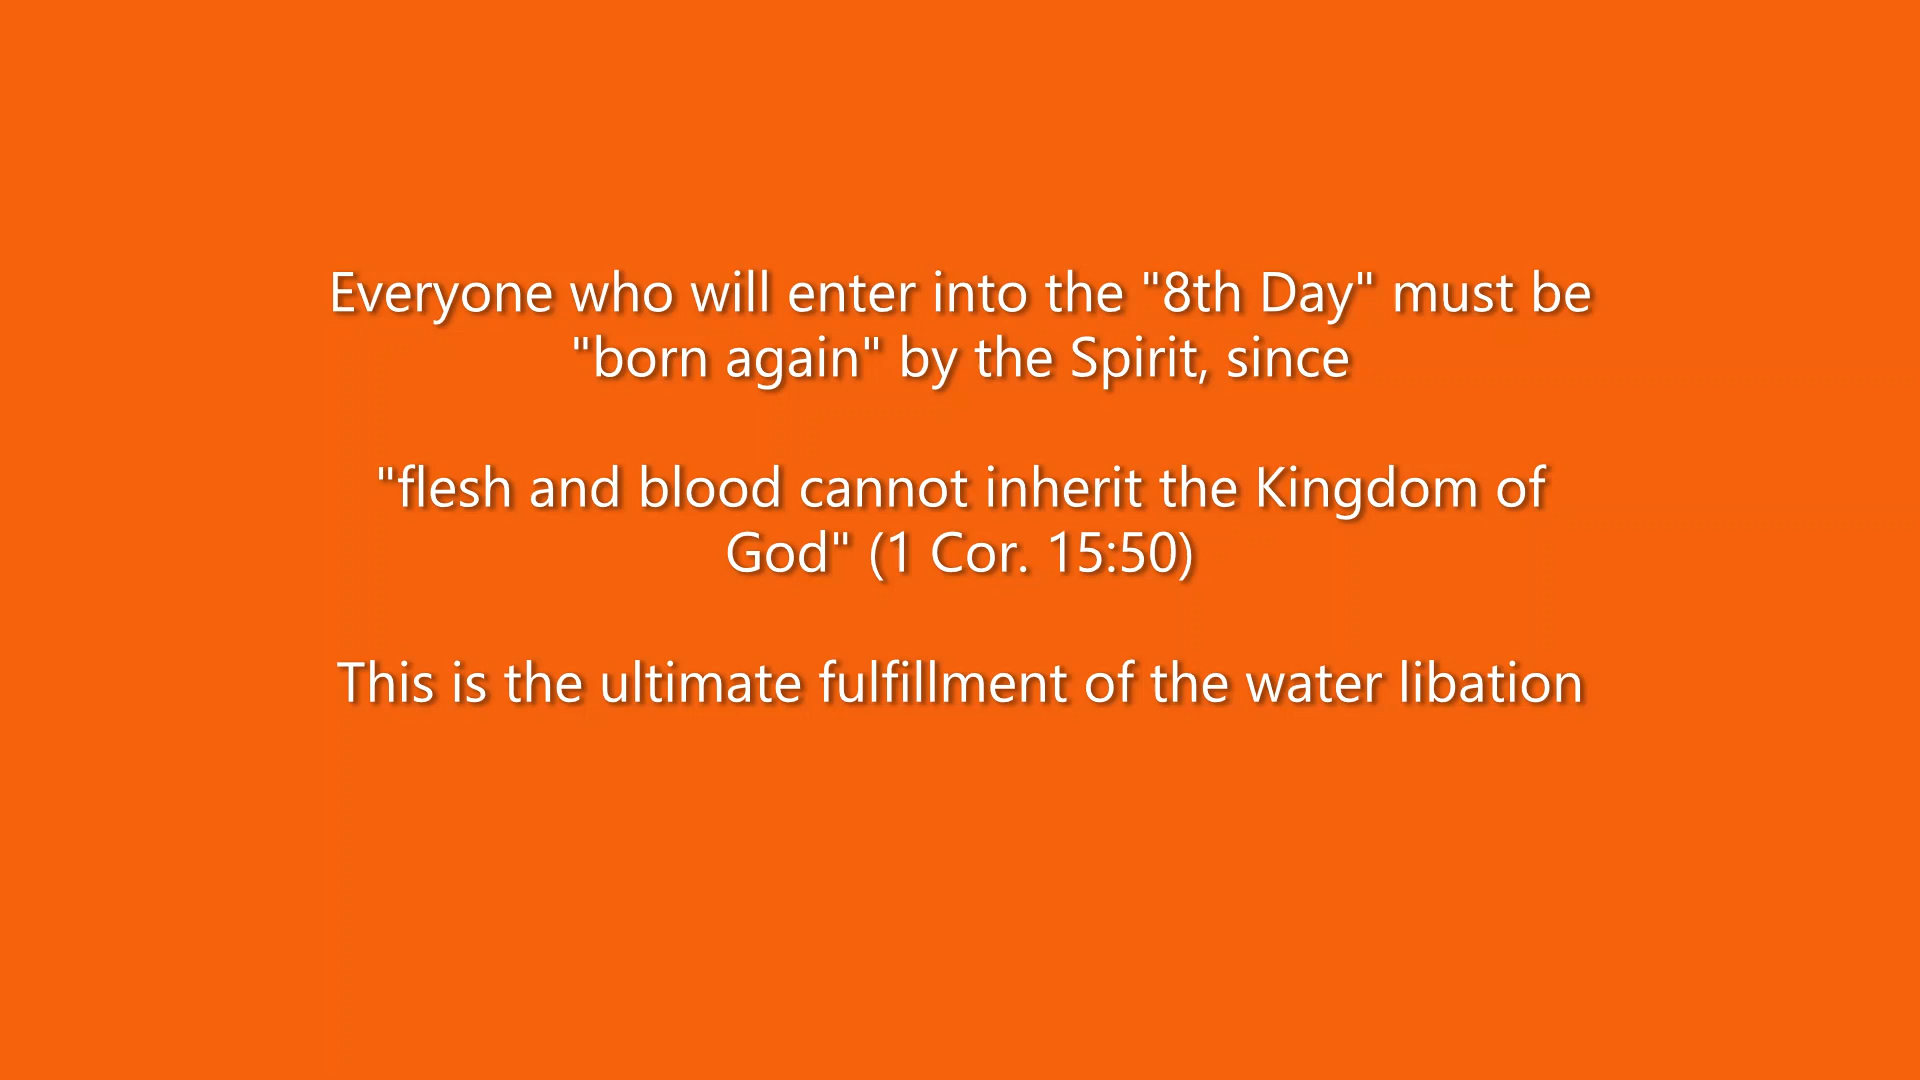 Everyone who will enter into the "8th Day" must be
"born again" by the Spirit, since
"flesh and blood cannot inherit the Kingdom of
God" (1 Cor. 15:50)
This is the ultimate fulfillment of the water libation